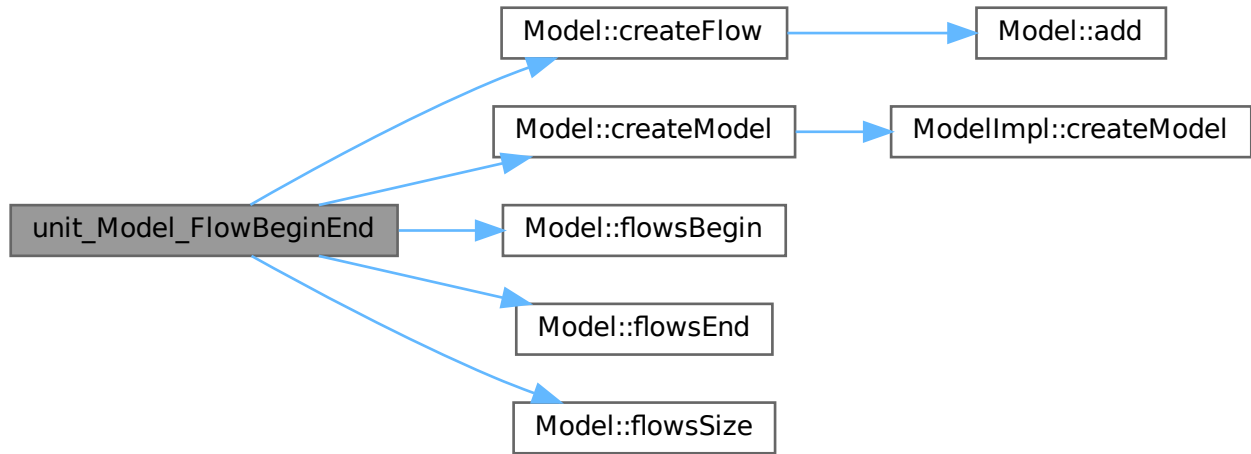 Model::createFlow
Model::add
Model::createModel
ModelImpl::createModel
unit_Model_FlowBeginEnd
Model::flowsBegin
Model::flowsEnd
Model::flowsSize